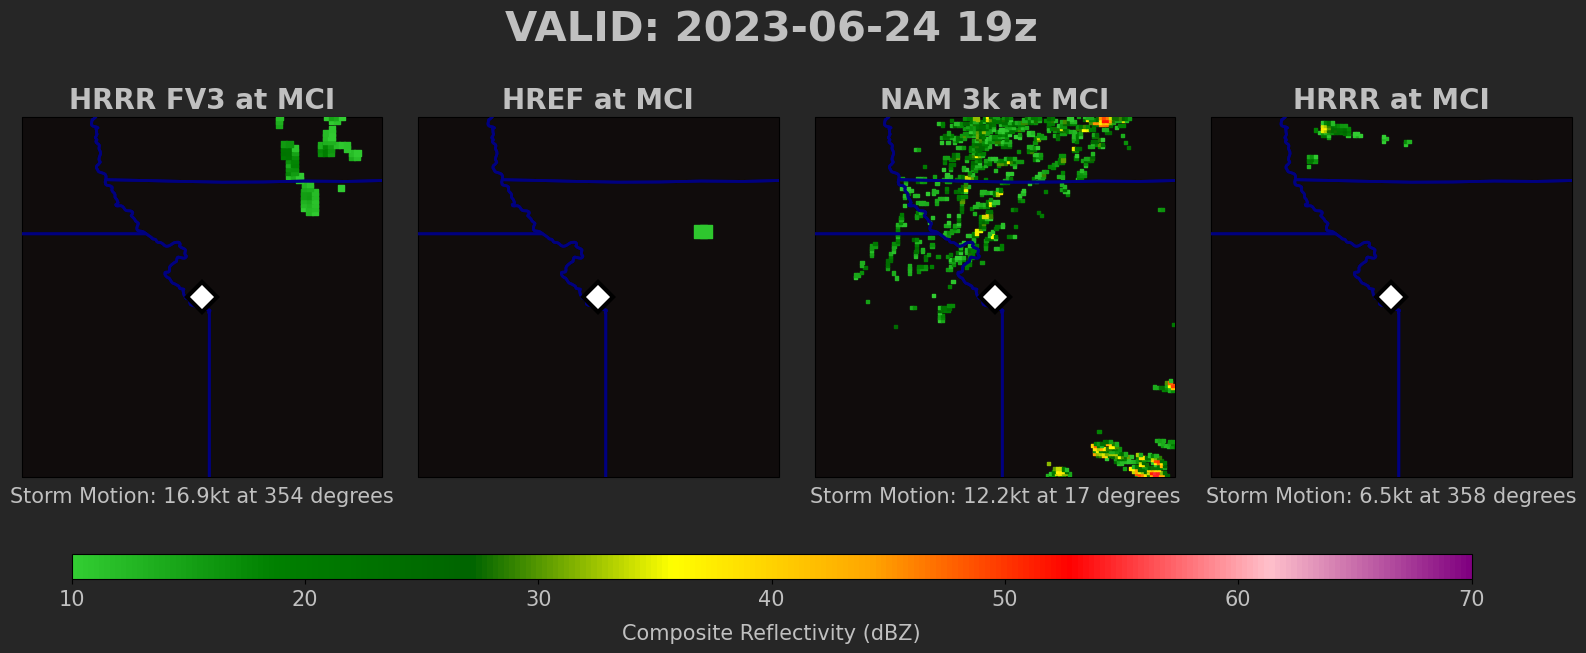 VALID: 2023-06-24 19z
HRRR FV3 at MCI
HREF at MCI
NAM 3k at MCI
HRRR at MCI
Storm Motion: 16.9kt at 354 degrees
Storm Motion: 12.2kt at 17 degrees
Storm Motion: 6.5kt at 358 degrees
10 20 30 40 50 60 70
Composite Reflectivity (dBZ)